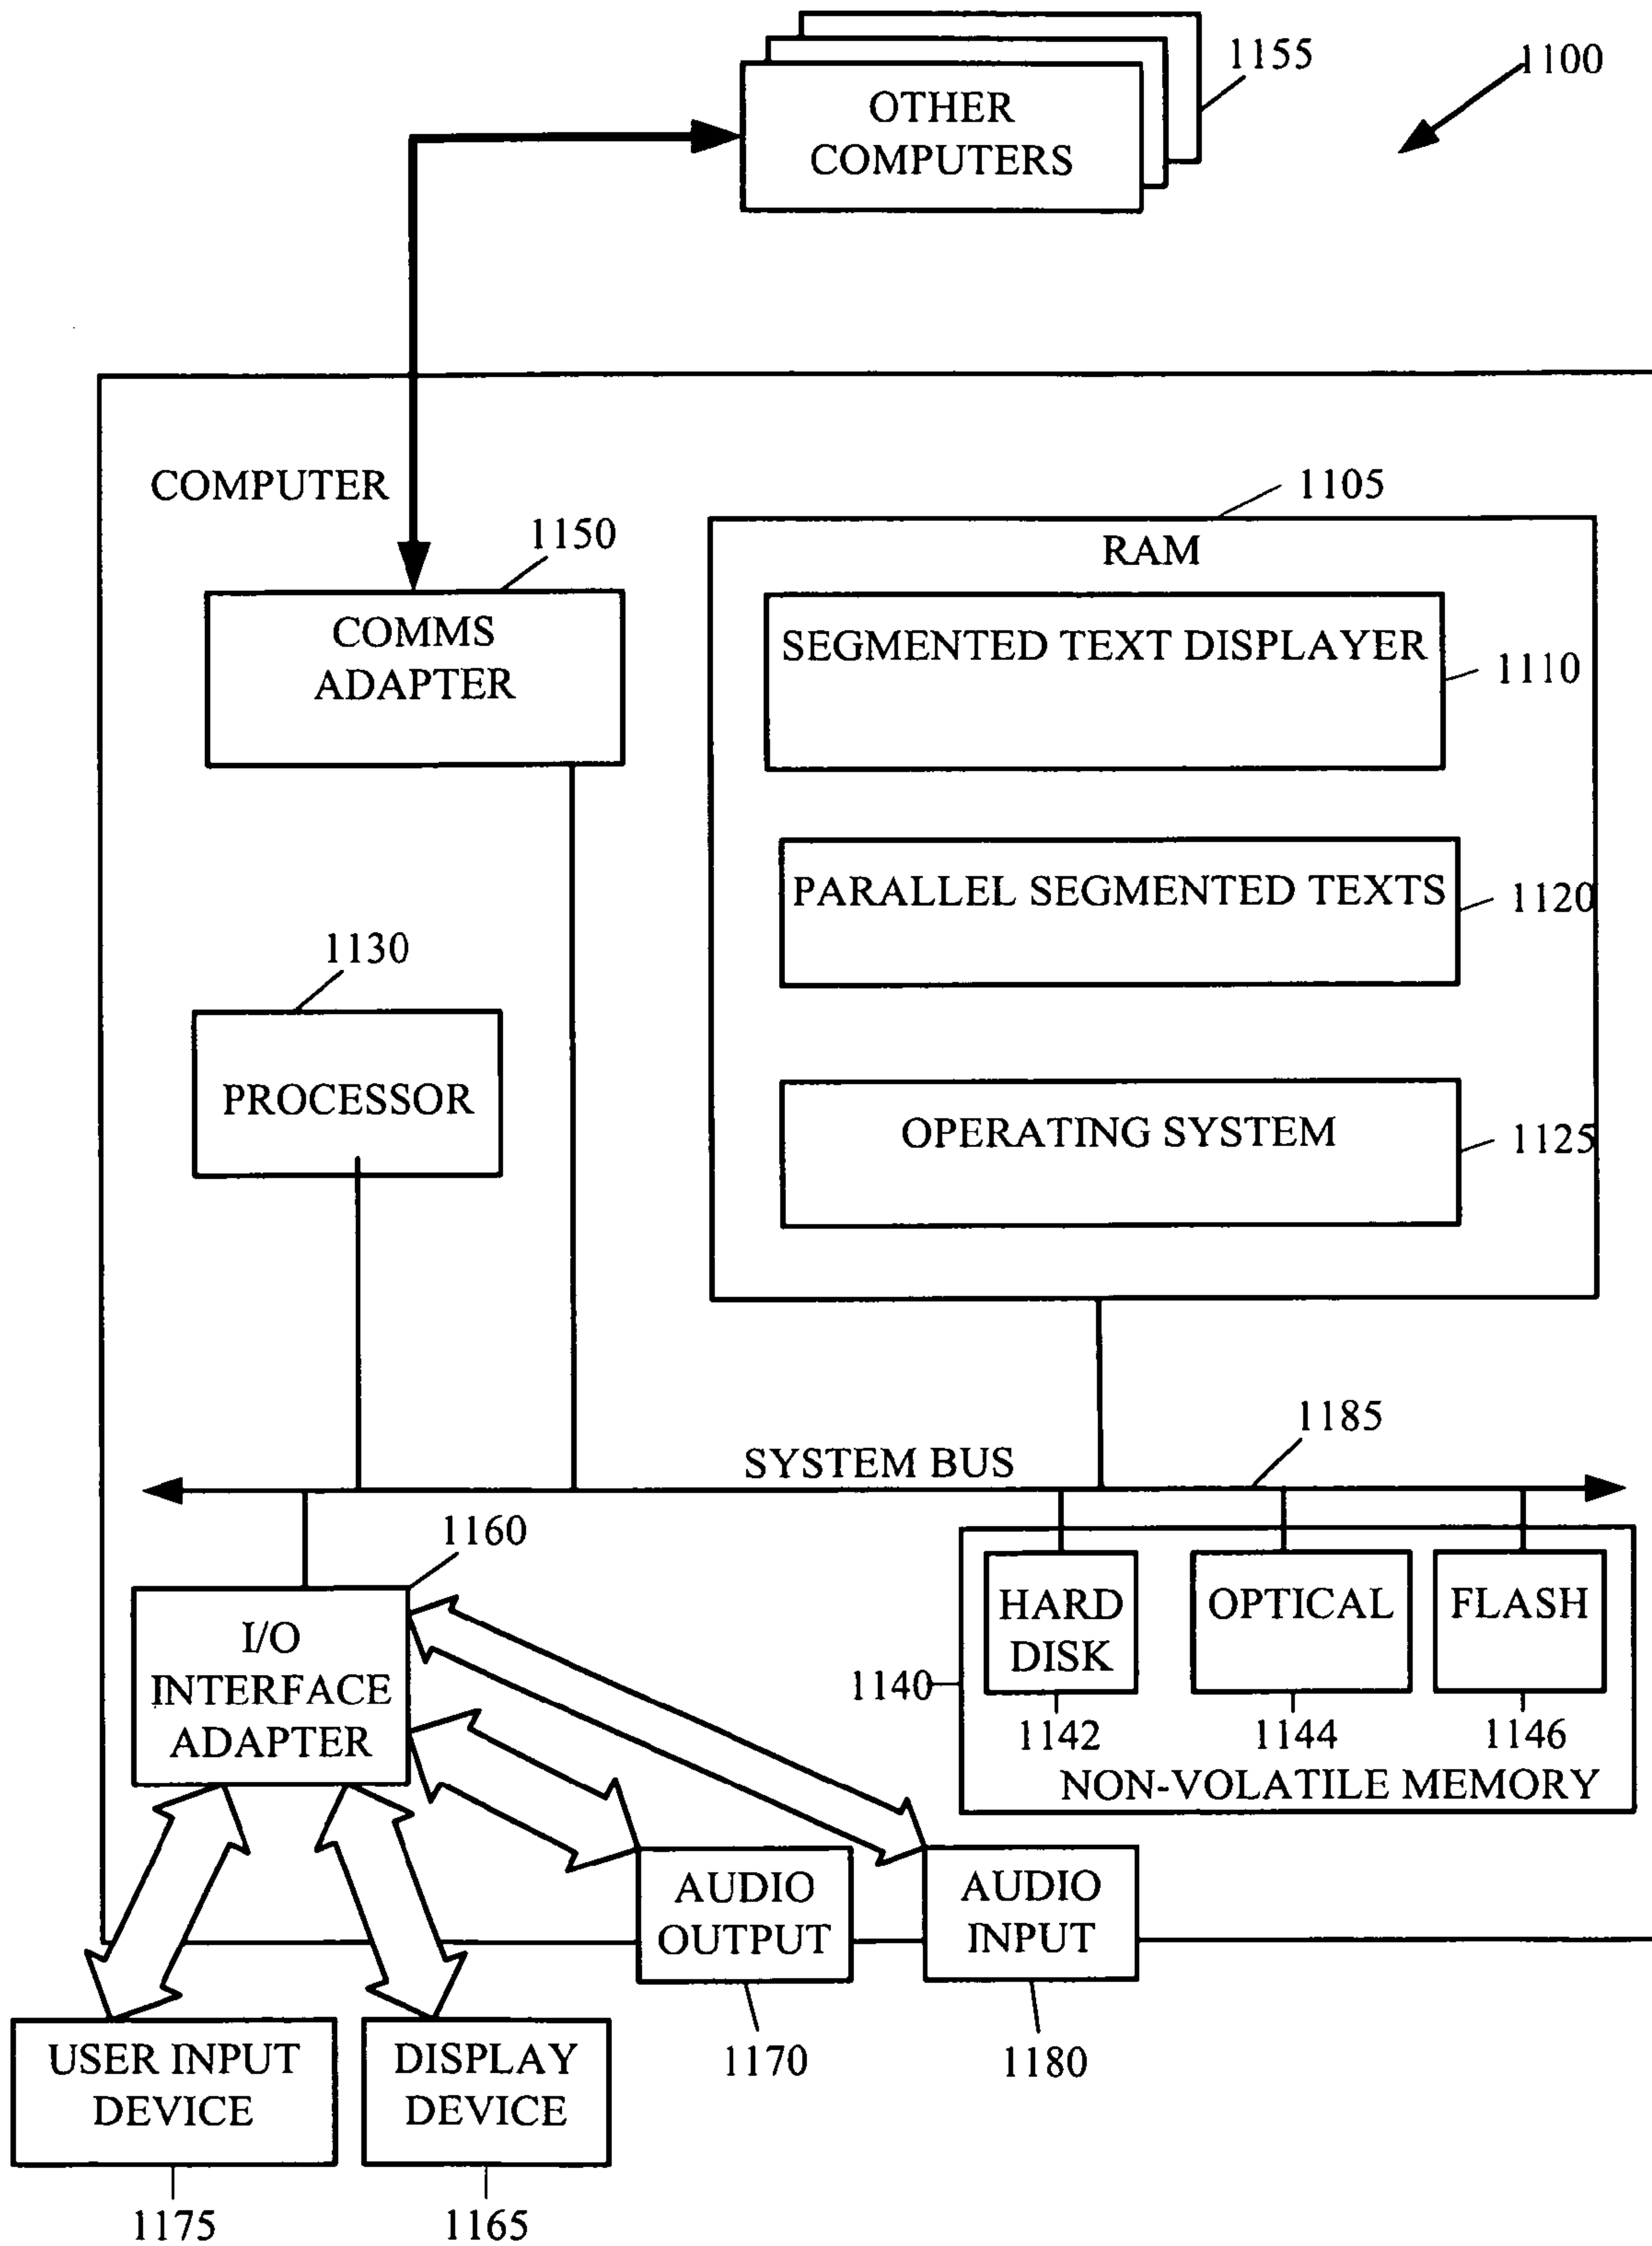 1155
1100
OTHER
COMPUTERS
COMPUTER
1105
1150
RAM
COMMS
ADAPTER
SEGMENTED TEXT DISPLAYER
1110
PARALLEL SEGMENTED TEXTS
1120
1130
PROCESSOR
OPERATING SYSTEM
1125
1185
SYSTEM BUS
1160
I/O
INTERFACE
ADAPTER
HARD
DISK
OPTICAL
FLASH
1140
1142
1144
1146
NON-VOLATILE MEMORY
AUDIO
OUTPUT
AUDIO
INPUT
USER INPUT
DEVICE
DISPLAY
DEVICE
1170
1180
1175
1165